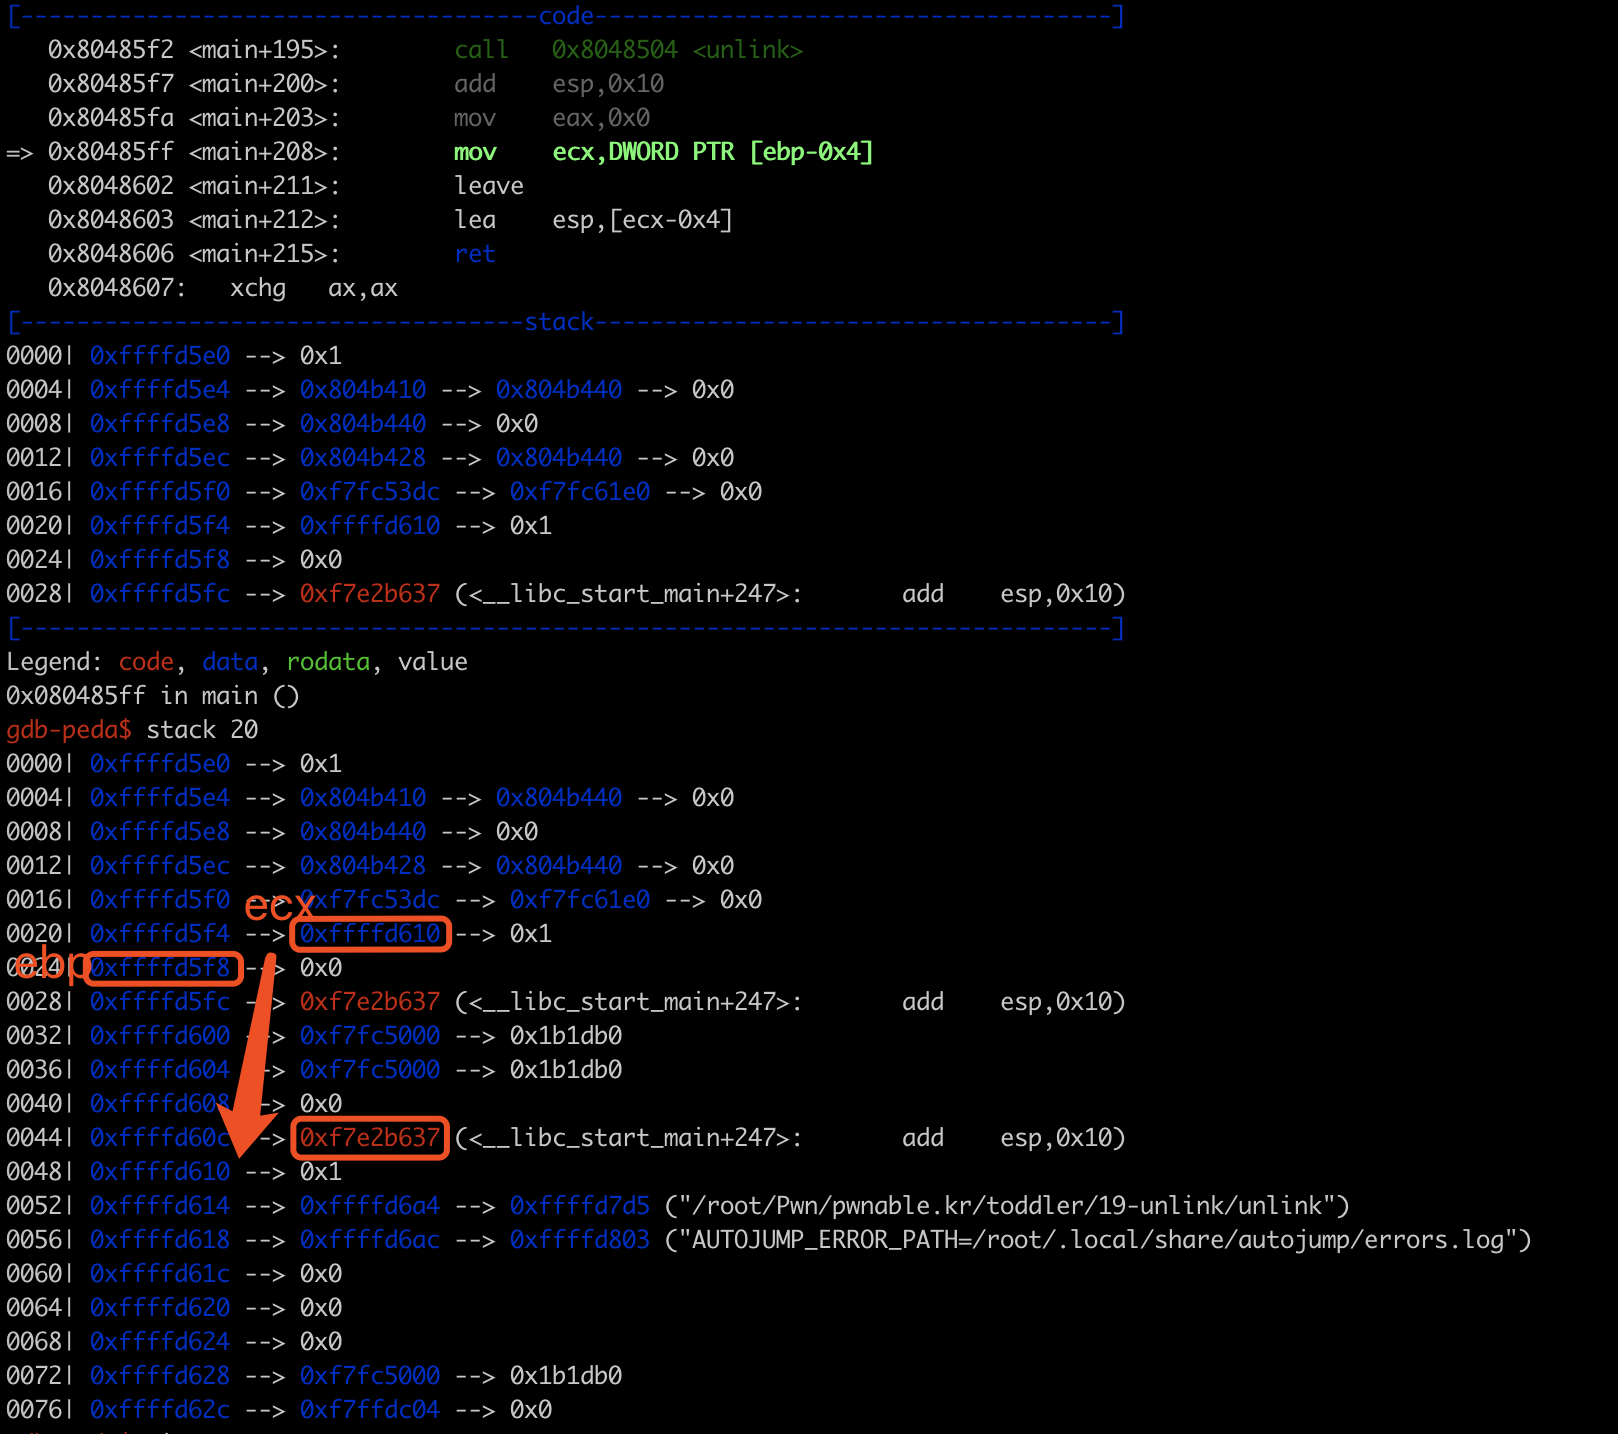 [-------------------------------------code-------------------------------------]
   0x80485f2 <main+195>:	call   0x8048504 <unlink>
   0x80485f7 <main+200>:	add    esp,0x10
   0x80485fa <main+203>:	mov    eax,0x0
=> 0x80485ff <main+208>:	mov    ecx,DWORD PTR [ebp-0x4]
   0x8048602 <main+211>:	leave
   0x8048603 <main+212>:	lea    esp,[ecx-0x4]
   0x8048606 <main+215>:	ret
   0x8048607:	xchg   ax,ax
[------------------------------------stack-------------------------------------]
0000| 0xffffd5e0 --> 0x1
0004| 0xffffd5e4 --> 0x804b410 --> 0x804b440 --> 0x0
0008| 0xffffd5e8 --> 0x804b440 --> 0x0
0012| 0xffffd5ec --> 0x804b428 --> 0x804b440 --> 0x0
0016| 0xffffd5f0 --> 0xf7fc53dc --> 0xf7fc61e0 --> 0x0
0020| 0xffffd5f4 --> 0xffffd610 --> 0x1
0024| 0xffffd5f8 --> 0x0
0028| 0xffffd5fc --> 0xf7e2b637 (<__libc_start_main+247>:	add    esp,0x10)
[------------------------------------------------------------------------------]
Legend: code, data, rodata, value
0x080485ff in main ()
gdb-peda$ stack 20
0000| 0xffffd5e0 --> 0x1
0004| 0xffffd5e4 --> 0x804b410 --> 0x804b440 --> 0x0
0008| 0xffffd5e8 --> 0x804b440 --> 0x0
0012| 0xffffd5ec --> 0x804b428 --> 0x804b440 --> 0x0
0016| 0xffffd5f0 --> 0xf7fc53dc --> 0xf7fc61e0 --> 0x0
ecx
0020| 0xffffd5f4 --> 0xffffd610 --> 0x1
ebp
0024| 0xffffd5f8 --> 0x0
0028| 0xffffd5fc --> 0xf7e2b637 (<__libc_start_main+247>:	add    esp,0x10)
0032| 0xffffd600 --> 0xf7fc5000 --> 0x1b1db0
0036| 0xffffd604 --> 0xf7fc5000 --> 0x1b1db0
0040| 0xffffd608 --> 0x0
0044| 0xffffd60c --> 0xf7e2b637 (<__libc_start_main+247>:	add    esp,0x10)
0048| 0xffffd610 --> 0x1
0052| 0xffffd614 --> 0xffffd6a4 --> 0xffffd7d5 ("/root/Pwn/pwnable.kr/toddler/19-unlink/unlink")
0056| 0xffffd618 --> 0xffffd6ac --> 0xffffd803 ("AUTOJUMP_ERROR_PATH=/root/.local/share/autojump/errors.log")
0060| 0xffffd61c --> 0x0
0064| 0xffffd620 --> 0x0
0068| 0xffffd624 --> 0x0
0072| 0xffffd628 --> 0xf7fc5000 --> 0x1b1db0
0076| 0xffffd62c --> 0xf7ffdc04 --> 0x0